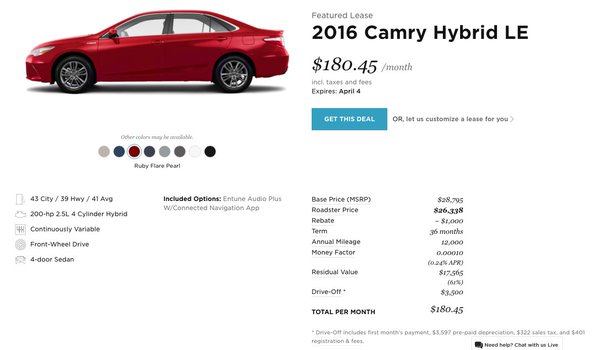 Featured Lease
2016 Camry Hybrid LE
$180.45 /month
incl. taxes and fees
Expires: April 4
GET THIS DEAL
OR, let us customize a lease for you
Other colors may be available.
Ruby Flare Pearl
43 City / 39 Hwy / 41 Avg
200-hp 2.5L 4 Cylinder Hybrid
Continuously Variable
Front-Wheel Drive
4-door Sedan
Included Options: Entune Audio Plus
W/Connected Navigation App
Base Price (MSRP) $28,795
Roadster Price $26,338
Rebate – $1,000
Term 36 months
Annual Mileage 12,000
Money Factor 0.00010
(0.24% APR)
Residual Value $17,565
(61%)
Drive-Off * $3,500
TOTAL PER MONTH $180.45
* Drive-Off includes first month's payment, $3,597 pre-paid depreciation, $322 sales tax, and $401
registration & fees.
Need help? Chat with us Live